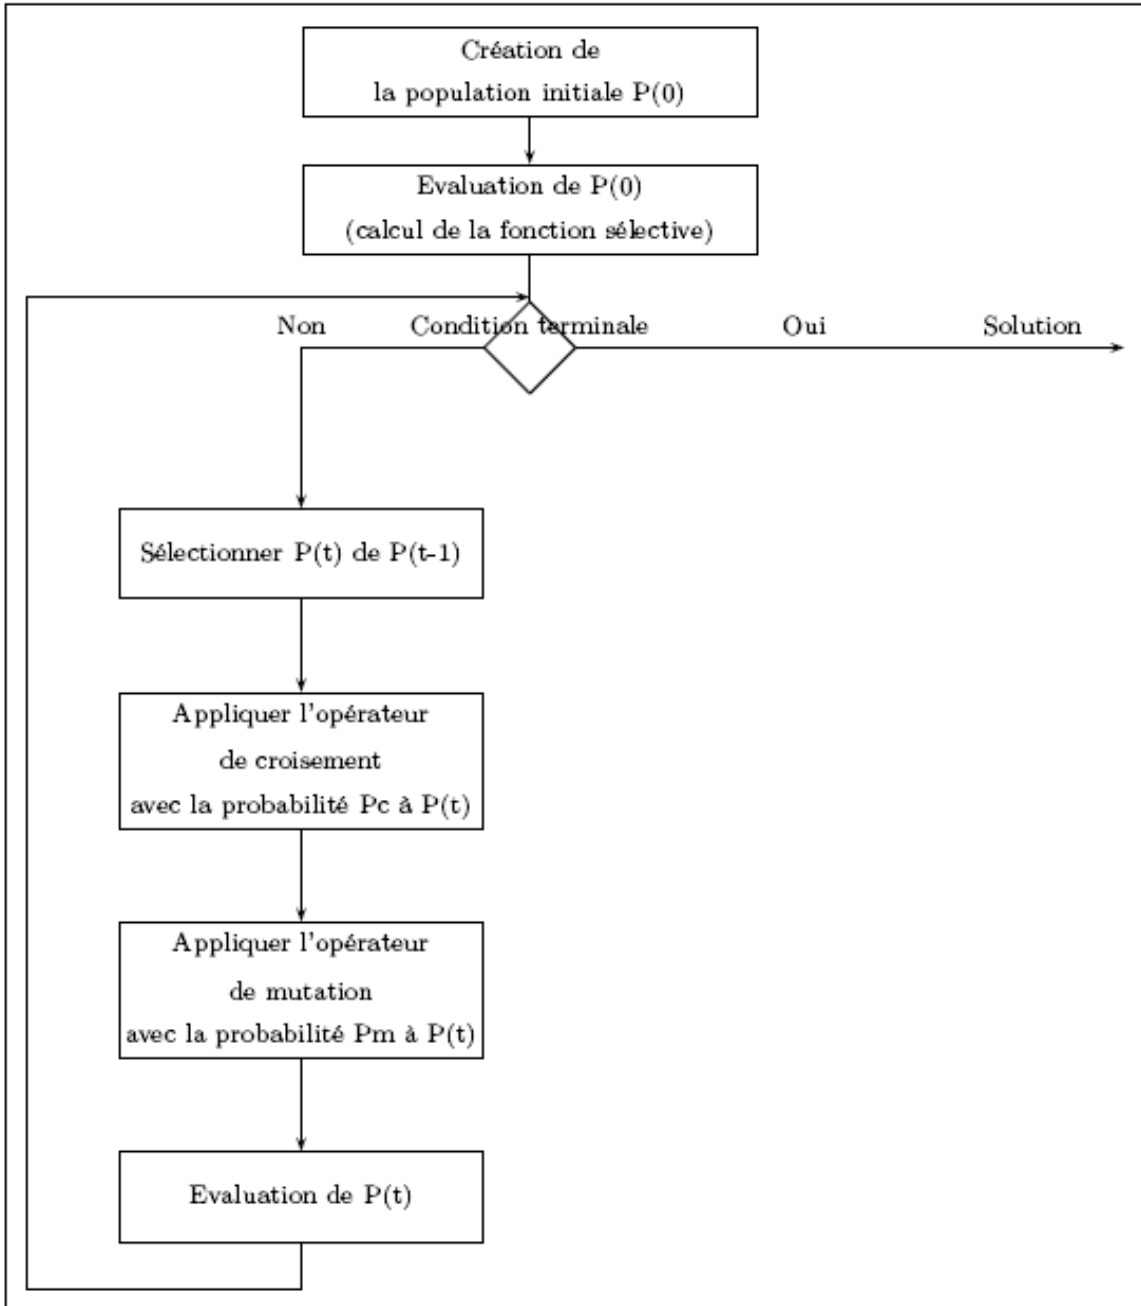 Création de
la population initiale P(0)
Evaluation de P(0)
(calcul de la fonction sélective)
Non
Condition terminale
Oui
Solution
Sélectionner P(t) de P(t-1)
Appliquer l'opérateur
de croisement
avec la probabilité Pc à P(t)
Appliquer l'opérateur
de mutation
avec la probabilité Pm à P(t)
Evaluation de P(t)